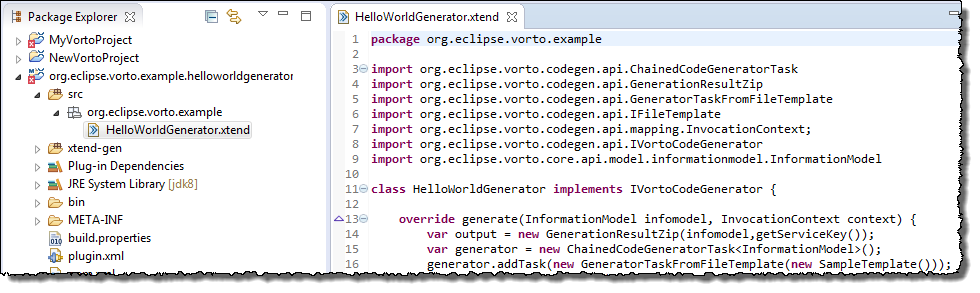 Package Explorer
MyVortoProject
NewVortoProject
org.eclipse.vorto.example.helloworldgenerator
src
org.eclipse.vorto.example
HelloWorldGenerator.xtend
xtend-gen
Plug-in Dependencies
JRE System Library [jdk8]
bin
META-INF
build.properties
plugin.xml
HelloWorldGenerator.xtend
1 package org.eclipse.vorto.example
2
3 import org.eclipse.vorto.codegen.api.ChainedCodeGeneratorTask
4 import org.eclipse.vorto.codegen.api.GenerationResultZip
5 import org.eclipse.vorto.codegen.api.GeneratorTaskFromFileTemplate
6 import org.eclipse.vorto.codegen.api.IFileTemplate
7 import org.eclipse.vorto.codegen.api.mapping.InvocationContext;
8 import org.eclipse.vorto.codegen.api.IVortoCodeGenerator
9 import org.eclipse.vorto.core.api.model.informationmodel.InformationModel
10
11 class HelloWorldGenerator implements IVortoCodeGenerator {
12
13 override generate(InformationModel infomodel, InvocationContext context) {
14 var output = new GenerationResultZip(infomodel,getServiceKey());
15 var generator = new ChainedCodeGeneratorTask<InformationModel>();
16 generator.addTask(new GeneratorTaskFromFileTemplate(new SampleTemplate()));